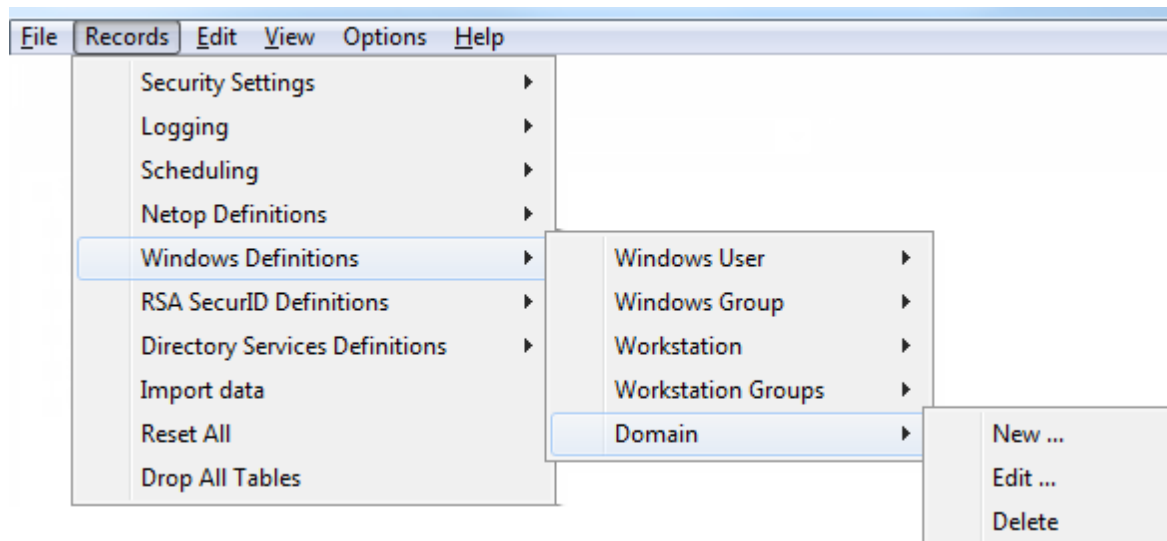 File Records Edit View Options Help
Security Settings
Logging
Scheduling
Netop Definitions
Windows Definitions
RSA SecurID Definitions
Directory Services Definitions
Import data
Reset All
Drop All Tables
Windows User
Windows Group
Workstation
Workstation Groups
Domain
New ...
Edit ...
Delete